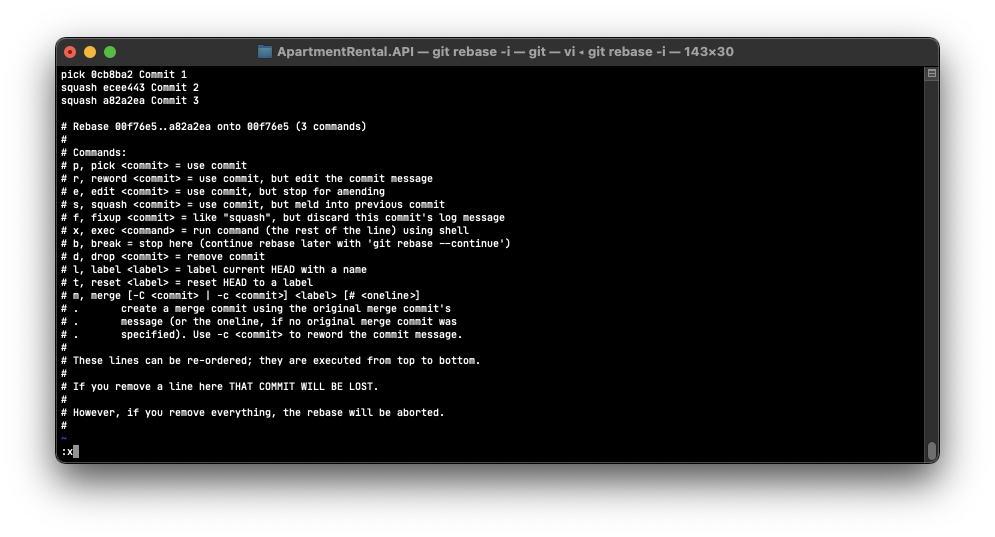 ApartmentRental.API — git rebase -i — git — vi ◂ git rebase -i — 143×30
pick 0cb8ba2 Commit 1
squash ecee443 Commit 2
squash a82a2ea Commit 3
# Rebase 00f76e5..a82a2ea onto 00f76e5 (3 commands)
#
# Commands:
# p, pick <commit> = use commit
# r, reword <commit> = use commit, but edit the commit message
# e, edit <commit> = use commit, but stop for amending
# s, squash <commit> = use commit, but meld into previous commit
# f, fixup <commit> = like "squash", but discard this commit's log message
# x, exec <command> = run command (the rest of the line) using shell
# b, break = stop here (continue rebase later with 'git rebase --continue')
# d, drop <commit> = remove commit
# l, label <label> = label current HEAD with a name
# t, reset <label> = reset HEAD to a label
# m, merge [-C <commit> | -c <commit>] <label> [# <oneline>]
# .       create a merge commit using the original merge commit's
# .       message (or the oneline, if no original merge commit was
# .       specified). Use -c <commit> to reword the commit message.
#
# These lines can be re-ordered; they are executed from top to bottom.
#
# If you remove a line here THAT COMMIT WILL BE LOST.
#
# However, if you remove everything, the rebase will be aborted.
#
~
:x